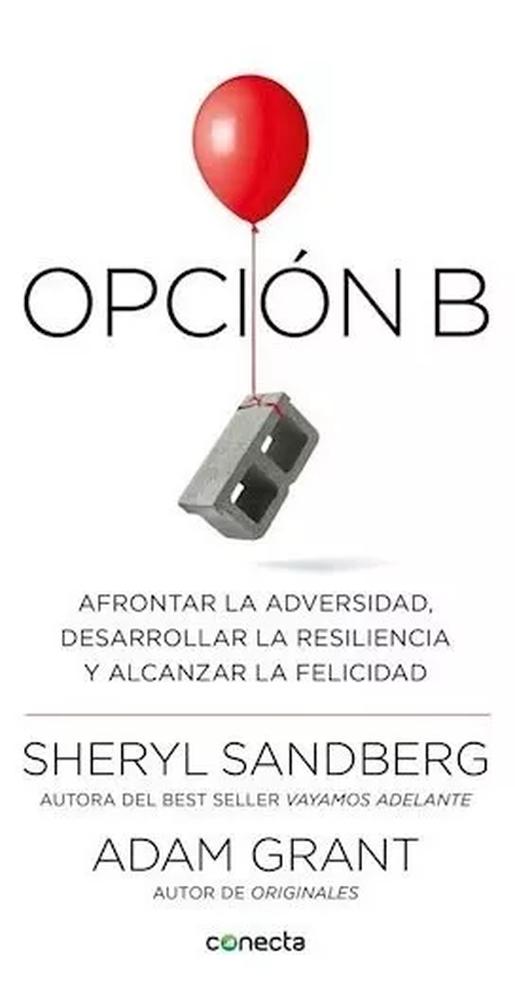 OPCIÓN B
AFRONTAR LA ADVERSIDAD,
DESARROLLAR LA RESILIENCIA
Y ALCANZAR LA FELICIDAD
SHERYL SANDBERG
AUTORA DEL BEST SELLER VAYAMOS ADELANTE
ADAM GRANT
AUTOR DE ORIGINALES
conecta